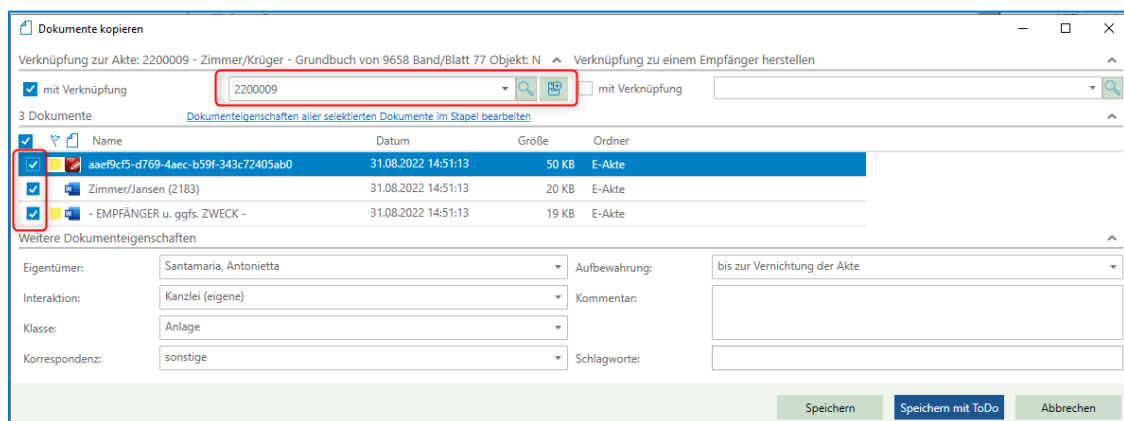 Dokumente kopieren
Verknüpfung zur Akte: 2200009 - Zimmer/Krüger - Grundbuch von 9658 Band/Blatt 77 Objekt: N Verknüpfung zu einem Empfänger herstellen
mit Verknüpfung 2200009 mit Verknüpfung
3 Dokumente Dokumenteigenschaften aller selektierten Dokumente im Stapel bearbeiten
Name Datum Größe Ordner
aaef9cf5-d769-4aec-b59f-343c72405ab0 31.08.2022 14:51:13 50 KB E-Akte
Zimmer/Jansen (2183) 31.08.2022 14:51:13 20 KB E-Akte
- EMPFÄNGER u. ggfs. ZWECK - 31.08.2022 14:51:13 19 KB E-Akte
Weitere Dokumenteigenschaften
Eigentümer: Santamaria, Antonietta Aufbewahrung: bis zur Vernichtung der Akte
Interaktion: Kanzlei (eigene) Kommentar:
Klasse: Anlage
Korrespondenz: sonstige Schlagworte:
Speichern Speichern mit ToDo Abbrechen